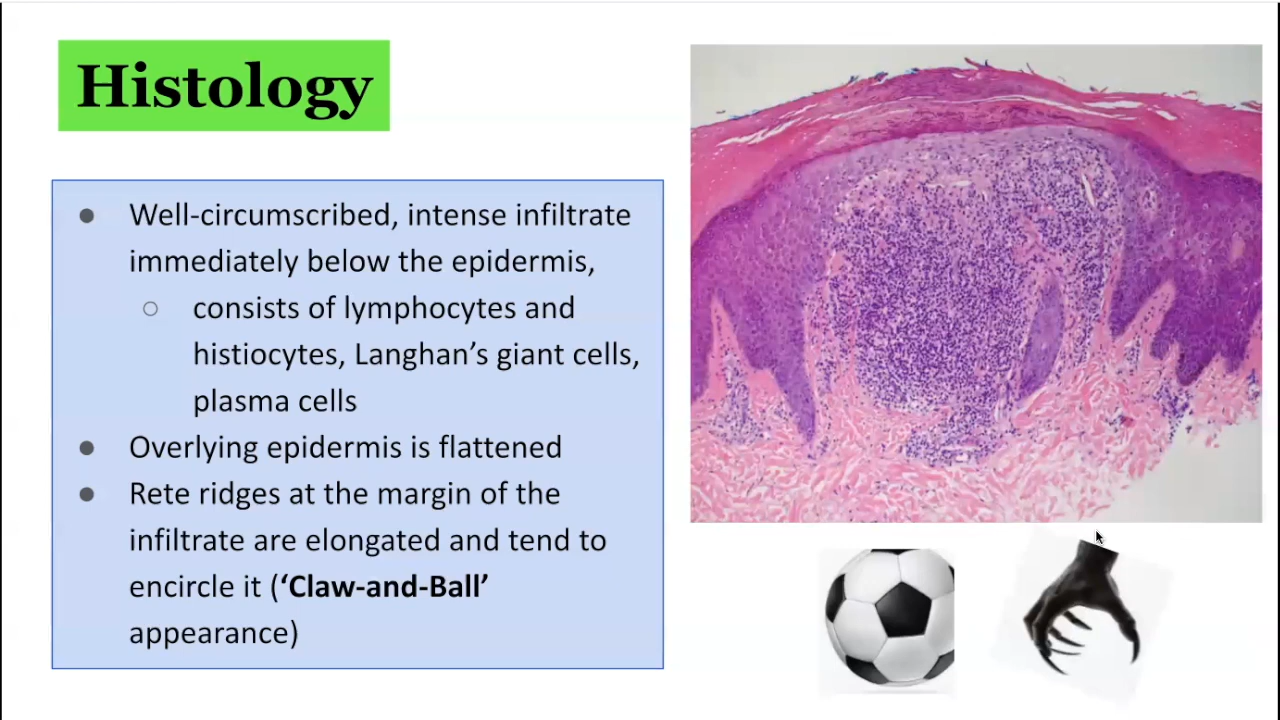 Histology
● Well-circumscribed, intense infiltrate
immediately below the epidermis,
○ consists of lymphocytes and
histiocytes, Langhan’s giant cells,
plasma cells
● Overlying epidermis is flattened
● Rete ridges at the margin of the
infiltrate are elongated and tend to
encircle it (‘Claw-and-Ball’
appearance)